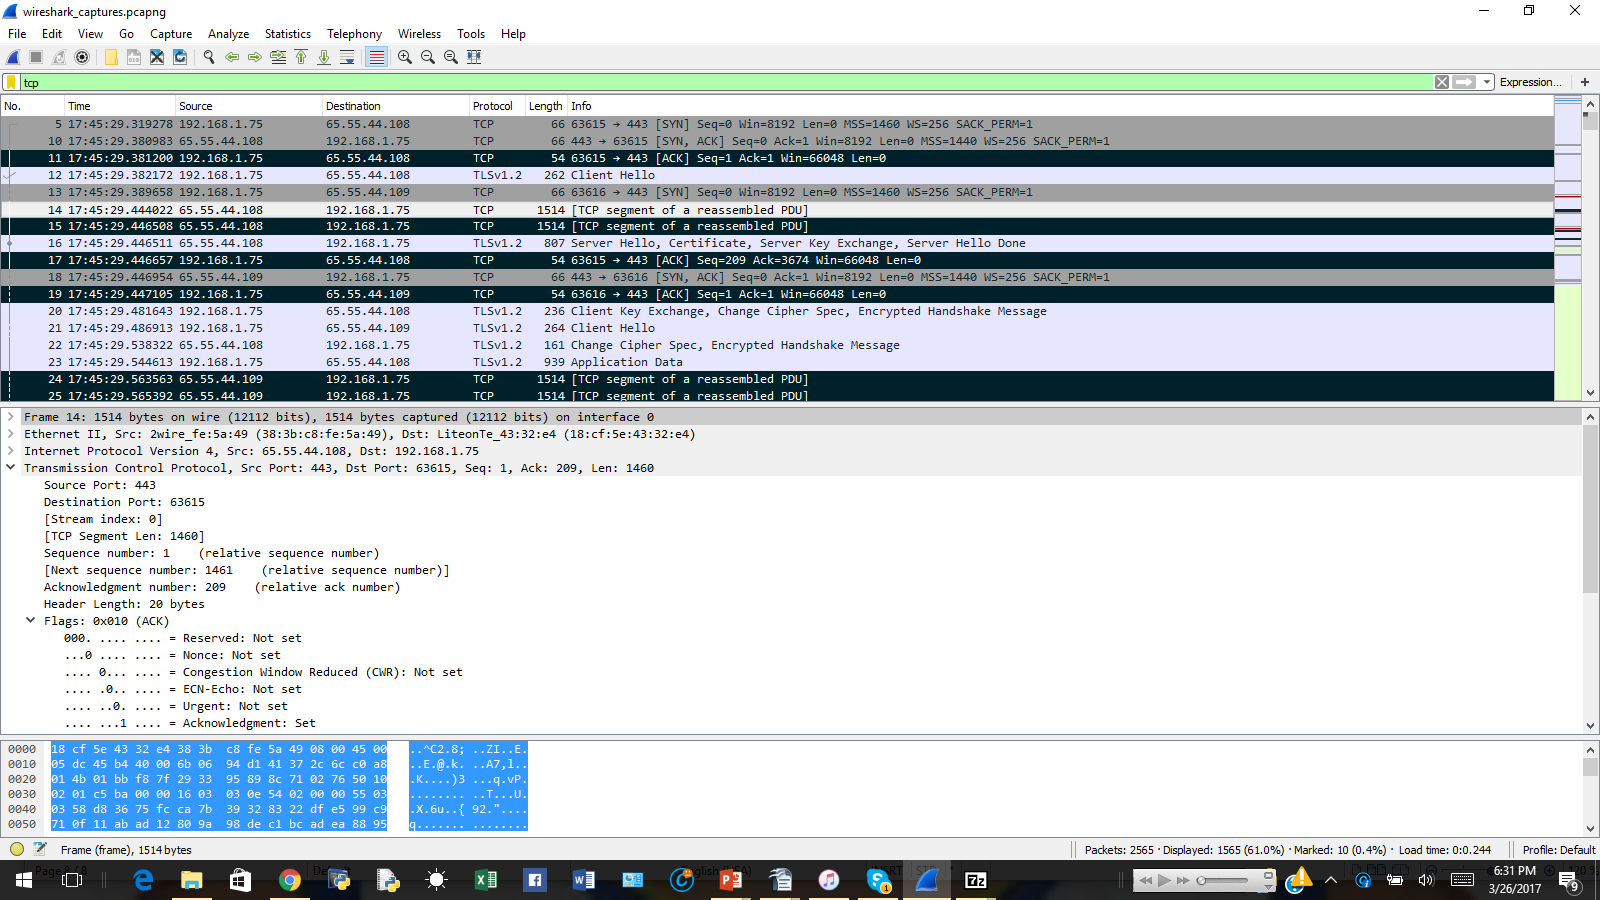 wireshark_captures.pcapng
File Edit View Go Capture Analyze Statistics Telephony Wireless Tools Help
tcp Expression... +
No. Time Source Destination Protocol Length Info
5 17:45:29.319278 192.168.1.75 65.55.44.108 TCP 66 63615 → 443 [SYN] Seq=0 Win=8192 Len=0 MSS=1460 WS=256 SACK_PERM=1
10 17:45:29.380983 65.55.44.108 192.168.1.75 TCP 66 443 → 63615 [SYN, ACK] Seq=0 Ack=1 Win=8192 Len=0 MSS=1440 WS=256 SACK_PERM=1
11 17:45:29.381200 192.168.1.75 65.55.44.108 TCP 54 63615 → 443 [ACK] Seq=1 Ack=1 Win=66048 Len=0
12 17:45:29.382172 192.168.1.75 65.55.44.108 TLSv1.2 262 Client Hello
13 17:45:29.389658 192.168.1.75 65.55.44.109 TCP 66 63616 → 443 [SYN] Seq=0 Win=8192 Len=0 MSS=1460 WS=256 SACK_PERM=1
14 17:45:29.444022 65.55.44.108 192.168.1.75 TCP 1514 [TCP segment of a reassembled PDU]
15 17:45:29.446508 65.55.44.108 192.168.1.75 TCP 1514 [TCP segment of a reassembled PDU]
16 17:45:29.446511 65.55.44.108 192.168.1.75 TLSv1.2 807 Server Hello, Certificate, Server Key Exchange, Server Hello Done
17 17:45:29.446657 192.168.1.75 65.55.44.108 TCP 54 63615 → 443 [ACK] Seq=209 Ack=3674 Win=66048 Len=0
18 17:45:29.446954 65.55.44.109 192.168.1.75 TCP 66 443 → 63616 [SYN, ACK] Seq=0 Ack=1 Win=8192 Len=0 MSS=1440 WS=256 SACK_PERM=1
19 17:45:29.447105 192.168.1.75 65.55.44.109 TCP 54 63616 → 443 [ACK] Seq=1 Ack=1 Win=66048 Len=0
20 17:45:29.481643 192.168.1.75 65.55.44.108 TLSv1.2 236 Client Key Exchange, Change Cipher Spec, Encrypted Handshake Message
21 17:45:29.486913 192.168.1.75 65.55.44.109 TLSv1.2 264 Client Hello
22 17:45:29.538322 65.55.44.108 192.168.1.75 TLSv1.2 161 Change Cipher Spec, Encrypted Handshake Message
23 17:45:29.544613 192.168.1.75 65.55.44.108 TLSv1.2 939 Application Data
24 17:45:29.563563 65.55.44.109 192.168.1.75 TCP 1514 [TCP segment of a reassembled PDU]
25 17:45:29.565392 65.55.44.109 192.168.1.75 TCP 1514 [TCP segment of a reassembled PDU]
Frame 14: 1514 bytes on wire (12112 bits), 1514 bytes captured (12112 bits) on interface 0
Ethernet II, Src: 2wire_fe:5a:49 (38:3b:c8:fe:5a:49), Dst: LiteonTe_43:32:e4 (18:cf:5e:43:32:e4)
Internet Protocol Version 4, Src: 65.55.44.108, Dst: 192.168.1.75
Transmission Control Protocol, Src Port: 443, Dst Port: 63615, Seq: 1, Ack: 209, Len: 1460
Source Port: 443
Destination Port: 63615
[Stream index: 0]
[TCP Segment Len: 1460]
Sequence number: 1 (relative sequence number)
[Next sequence number: 1461 (relative sequence number)]
Acknowledgment number: 209 (relative ack number)
Header Length: 20 bytes
Flags: 0x010 (ACK)
000. .... .... = Reserved: Not set
...0 .... .... = Nonce: Not set
.... 0... .... = Congestion Window Reduced (CWR): Not set
.... .0.. .... = ECN-Echo: Not set
.... ..0. .... = Urgent: Not set
.... ...1 .... = Acknowledgment: Set
0000 18 cf 5e 43 32 e4 38 3b c8 fe 5a 49 08 00 45 00 ..^C2.8; ..ZI..E.
0010 05 dc 45 b4 40 00 6b 06 94 d1 41 37 2c 6c c0 a8 ..E.@.k. ..A7,l..
0020 01 4b 01 bb f8 7f 29 33 95 89 8c 71 02 76 50 10 .K....)3 ...q.vP.
0030 02 01 c5 ba 00 00 16 03 03 0e 54 02 00 00 55 03 ........ ..T...U.
0040 03 58 d8 36 75 fc ca 7b 39 32 83 22 df e5 99 c9 .X.6u..{ 92."....
0050 71 0f 11 ab ad 12 80 9a 98 de c1 bc ad ea 88 95 q....... ........
Frame (frame), 1514 bytes Packets: 2565 · Displayed: 1565 (61.0%) · Marked: 10 (0.4%) · Load time: 0:0.244 Profile: Default
6:31 PM
3/26/2017
9
1
7z